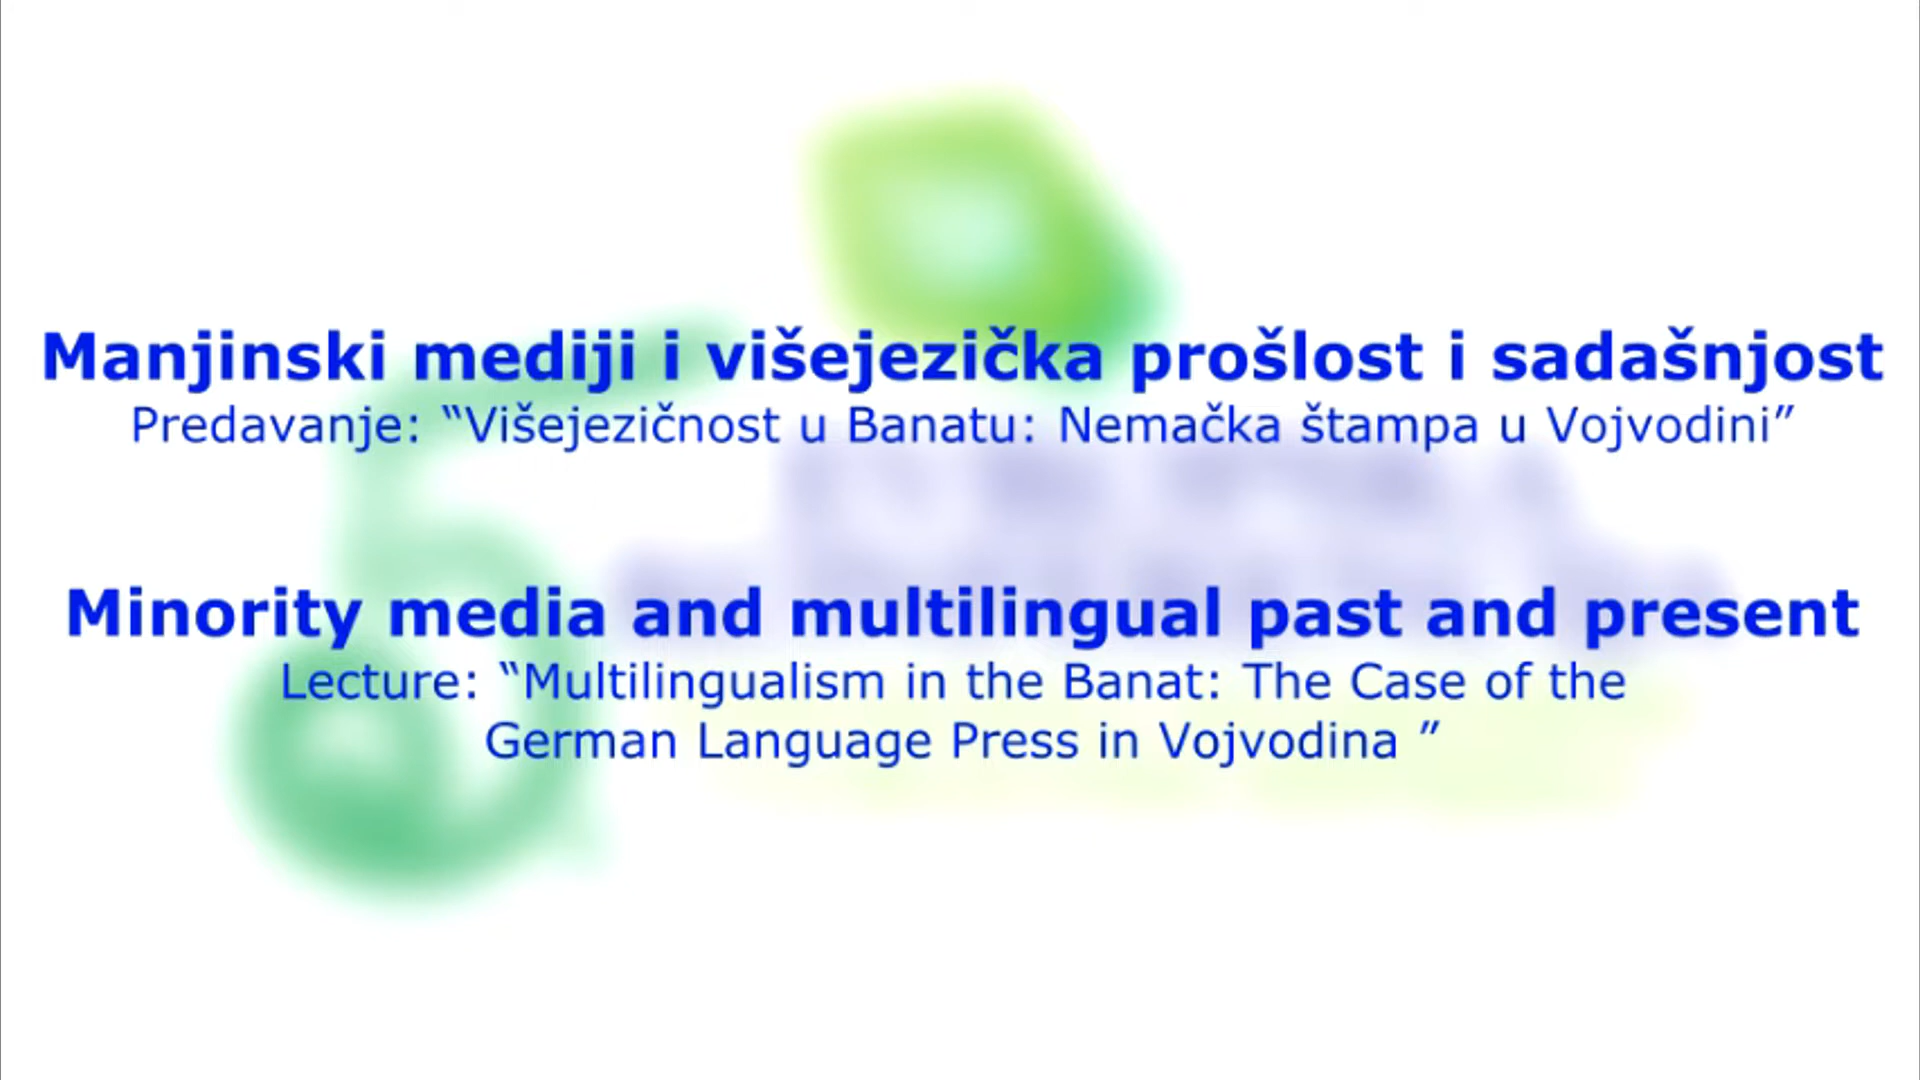 Manjinski mediji i višejezička prošlost i sadašnjost
Predavanje: “Višejezičnost u Banatu: Nemačka štampa u Vojvodini”
Minority media and multilingual past and present
Lecture: “Multilingualism in the Banat: The Case of the
German Language Press in Vojvodina ”